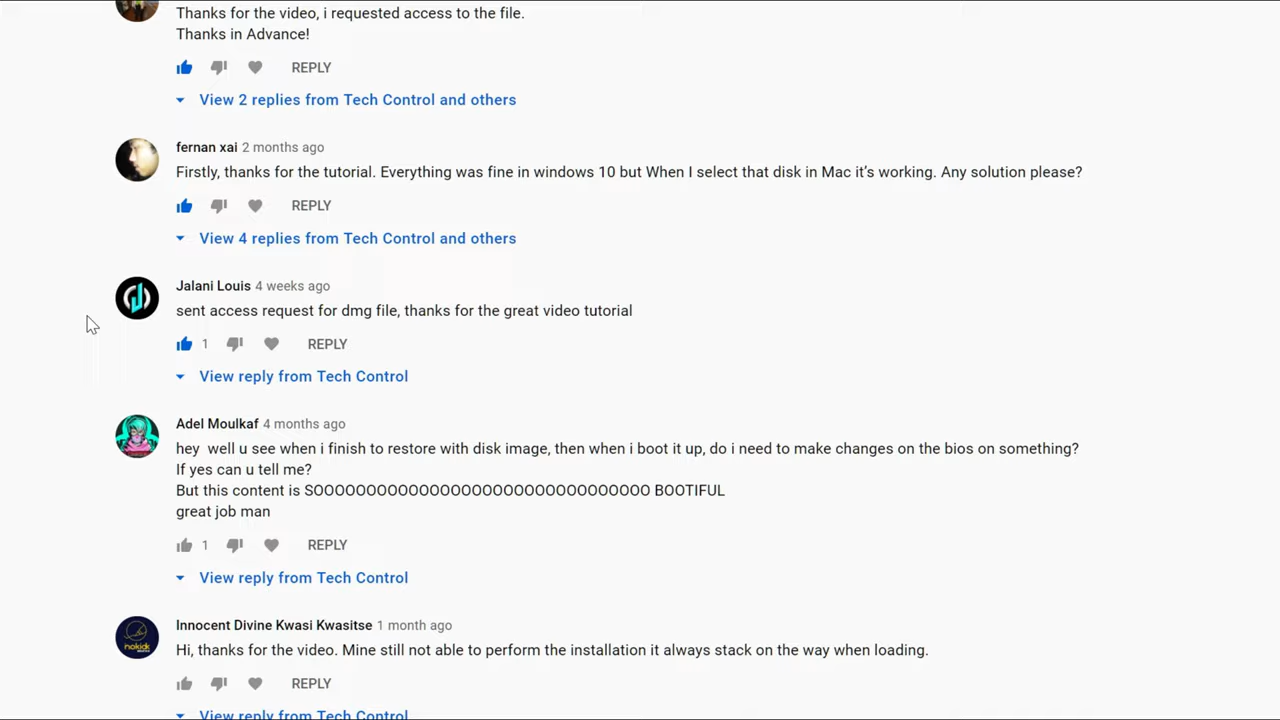 Thanks for the video, i requested access to the file.
Thanks in Advance!
REPLY
View 2 replies from Tech Control and others
fernan xai 2 months ago
Firstly, thanks for the tutorial. Everything was fine in windows 10 but When I select that disk in Mac it's working. Any solution please?
REPLY
View 4 replies from Tech Control and others
Jalani Louis 4 weeks ago
sent access request for dmg file, thanks for the great video tutorial
1 REPLY
View reply from Tech Control
Adel Moulkaf 4 months ago
hey well u see when i finish to restore with disk image, then when i boot it up, do i need to make changes on the bios on something?
If yes can u tell me?
But this content is SOOOOOOOOOOOOOOOOOOOOOOOOOOOOOOOO BOOTIFUL
great job man
1 REPLY
View reply from Tech Control
Innocent Divine Kwasi Kwasitse 1 month ago
Hi, thanks for the video. Mine still not able to perform the installation it always stack on the way when loading.
REPLY
View reply from Tech Control